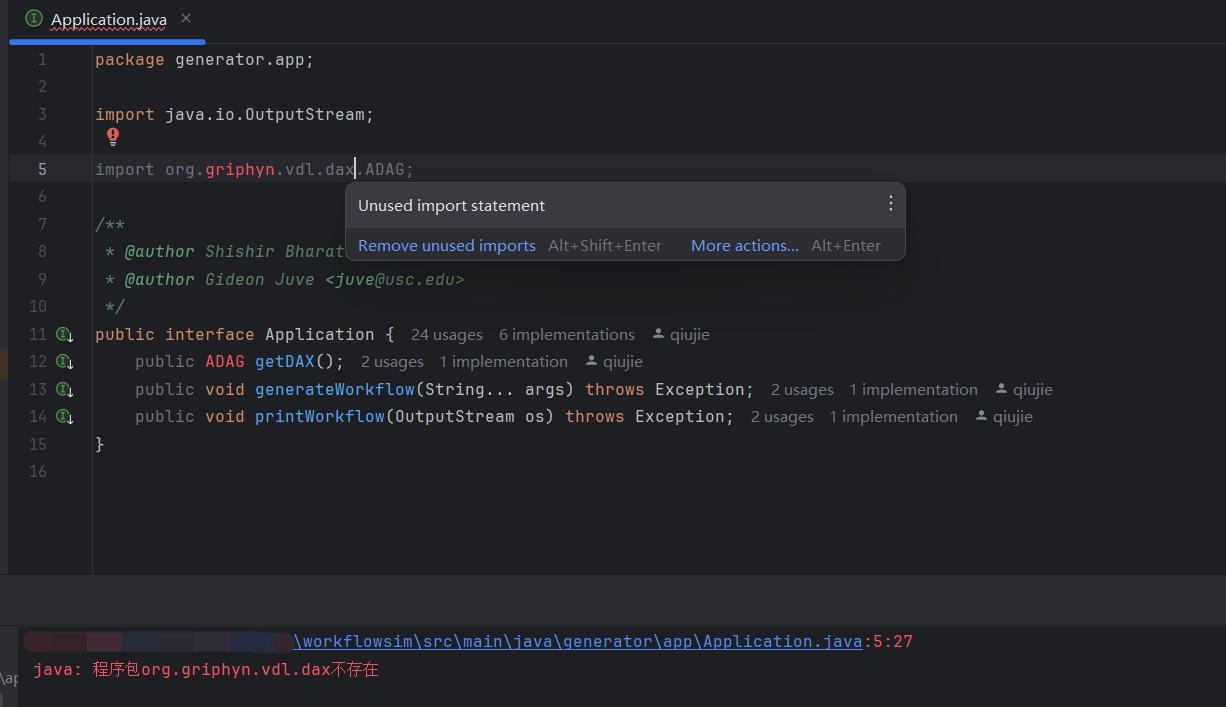 Application.java
1 package generator.app;
2
3 import java.io.OutputStream;
4
5 import org.griphyn.vdl.dax.ADAG;
Unused import statement
Remove unused imports Alt+Shift+Enter More actions... Alt+Enter
6
7 /**
8 * @author Shishir
9 * @author Gideon Juve <juve@usc.edu>
10 */
11 public interface Application { 24 usages 6 implementations qiujie
12 public ADAG getDAX(); 2 usages 1 implementation qiujie
13 public void generateWorkflow(String... args) throws Exception; 2 usages 1 implementation qiujie
14 public void printWorkflow(OutputStream os) throws Exception; 2 usages 1 implementation qiujie
15 }
16
\workflowsim\src\main\java\generator\app\Application.java:5:27
java: 程序包org.griphyn.vdl.dax不存在